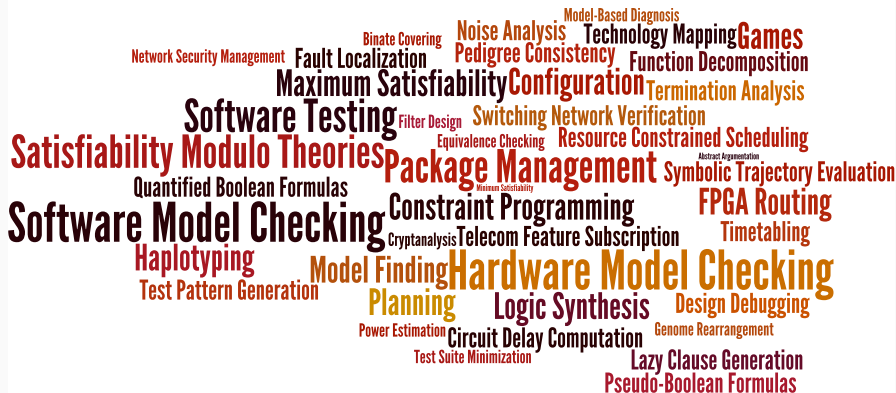 Model-Based Diagnosis
Noise Analysis
Binate Covering
Technology Mapping
Games
Network Security Management
Fault Localization
Pedigree Consistency
Function Decomposition
Maximum Satisfiability
Configuration
Termination Analysis
Software Testing
Filter Design
Switching Network Verification
Equivalence Checking
Resource Constrained Scheduling
Satisfiability Modulo Theories
Package Management
Abstract Argumentation
Symbolic Trajectory Evaluation
Quantified Boolean Formulas
Minimum Satisfiability
Software Model Checking
Constraint Programming
FPGA Routing
Cryptanalysis
Telecom Feature Subscription
Timetabling
Haplotyping
Model Finding
Hardware Model Checking
Test Pattern Generation
Planning
Logic Synthesis
Design Debugging
Power Estimation
Circuit Delay Computation
Genome Rearrangement
Test Suite Minimization
Lazy Clause Generation
Pseudo-Boolean Formulas